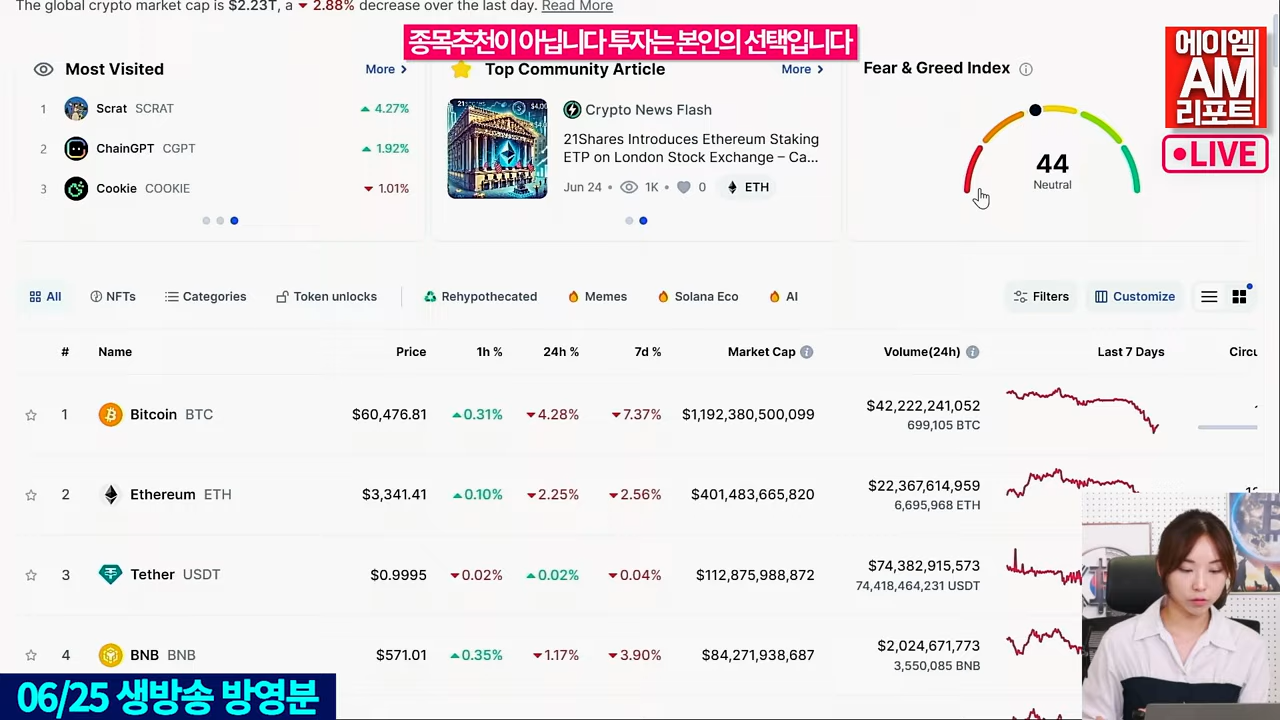 The global crypto market cap is $2.23T, a 2.88% decrease over the last day. Read More
종목추천이 아닙니다 투자는 본인의 선택입니다
에이엠
AM
리포트
LIVE
Most Visited More
1 Scrat SCRAT 4.27%
2 ChainGPT CGPT 1.92%
3 Cookie COOKIE 1.01%
Top Community Article More
Crypto News Flash
21Shares Introduces Ethereum Staking
ETP on London Stock Exchange – Ca...
Jun 24 • 1K • 0 ETH
Fear & Greed Index
44
Neutral
All NFTs Categories Token unlocks Rehypothecated Memes Solana Eco AI Filters Customize
# Name Price 1h % 24h % 7d % Market Cap Volume(24h) Last 7 Days Circu
1 Bitcoin BTC $60,476.81 0.31% 4.28% 7.37% $1,192,380,500,099 $42,222,241,052
699,105 BTC
2 Ethereum ETH $3,341.41 0.10% 2.25% 2.56% $401,483,665,820 $22,367,614,959
6,695,968 ETH
3 Tether USDT $0.9995 0.02% 0.02% 0.04% $112,875,988,872 $74,382,915,573
74,418,464,231 USDT
4 BNB BNB $571.01 0.35% 1.17% 3.90% $84,271,938,687 $2,024,671,773
3,550,085 BNB
06/25 생방송 방영분